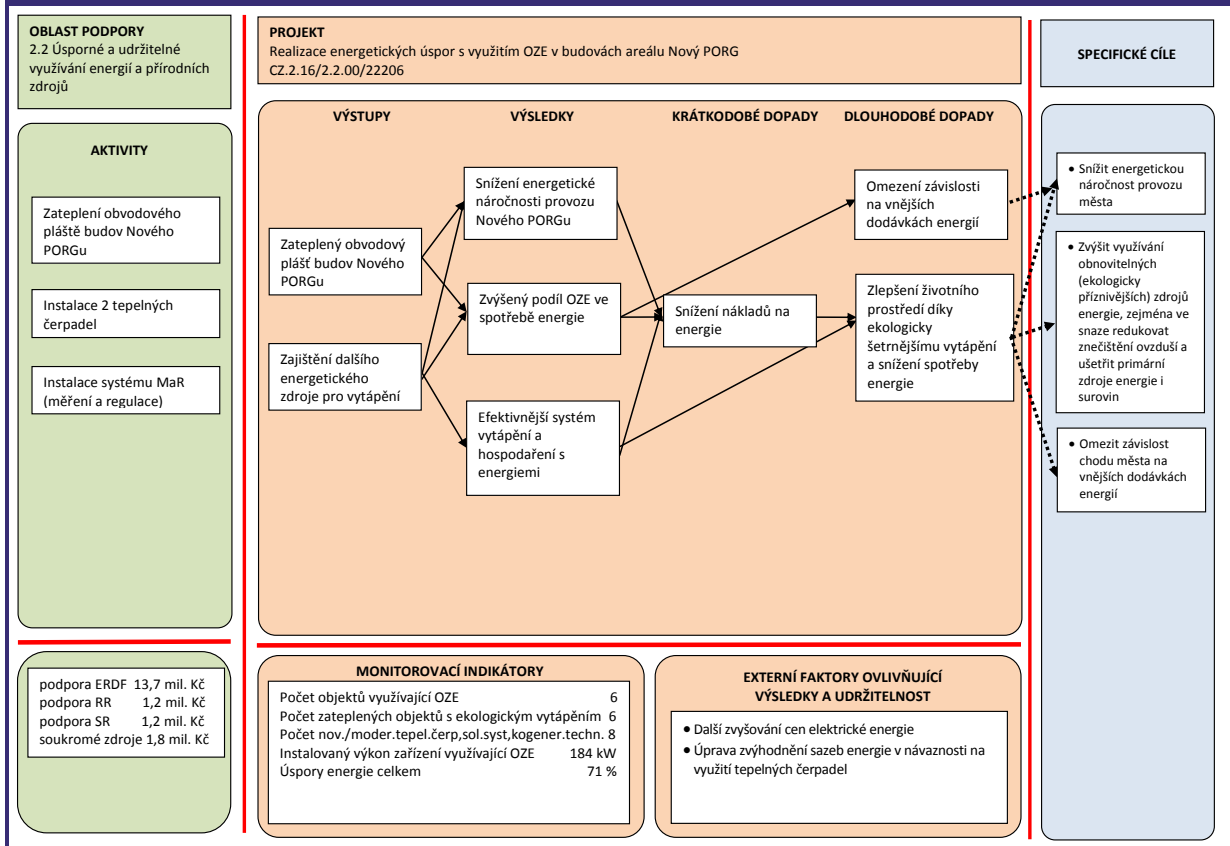 OBLAST PODPORY
2.2 Úsporné a udržitelné
využívání energií a přírodních
zdrojů
PROJEKT
Realizace energetických úspor s využitím OZE v budovách areálu Nový PORG
CZ.2.16/2.2.00/22206
SPECIFICKÉ CÍLE
AKTIVITY
Zateplení obvodového
pláště budov Nového
PORGu
Instalace 2 tepelných
čerpadel
Instalace systému MaR
(měření a regulace)
VÝSTUPY
Zateplený obvodový
plášť budov Nového
PORGu
Zajištění dalšího
energetického
zdroje pro vytápění
VÝSLEDKY
Snížení energetické
náročnosti provozu
Nového PORGu
Zvýšený podíl OZE ve
spotřebě energie
Efektivnější systém
vytápění a
hospodaření s
energiemi
KRÁTKODOBÉ DOPADY
Snížení nákladů na
energie
DLOUHODOBÉ DOPADY
Omezení závislosti
na vnějších
dodávkách energií
Zlepšení životního
prostředí díky
ekologicky
šetrnějšímu vytápění
a snížení spotřeby
energie
• Snížit energetickou
náročnost provozu
města
• Zvýšit využívání
obnovitelných
(ekologicky
příznivějších) zdrojů
energie, zejména ve
snaze redukovat
znečištění ovzduší a
ušetřit primární
zdroje energie i
surovin
• Omezit závislost
chodu města na
vnějších dodávkách
energií
podpora ERDF 13,7 mil. Kč
podpora RR 1,2 mil. Kč
podpora SR 1,2 mil. Kč
soukromé zdroje 1,8 mil. Kč
MONITOROVACÍ INDIKÁTORY
Počet objektů využívající OZE 6
Počet zateplených objektů s ekologickým vytápěním 6
Počet nov./moder.tepel.čerp,sol.syst,kogener.techn. 8
Instalovaný výkon zařízení využívající OZE 184 kW
Úspory energie celkem 71 %
EXTERNÍ FAKTORY OVLIVŇUJÍCÍ
VÝSLEDKY A UDRŽITELNOST
• Další zvyšování cen elektrické energie
• Úprava zvýhodnění sazeb energie v návaznosti na
využití tepelných čerpadel